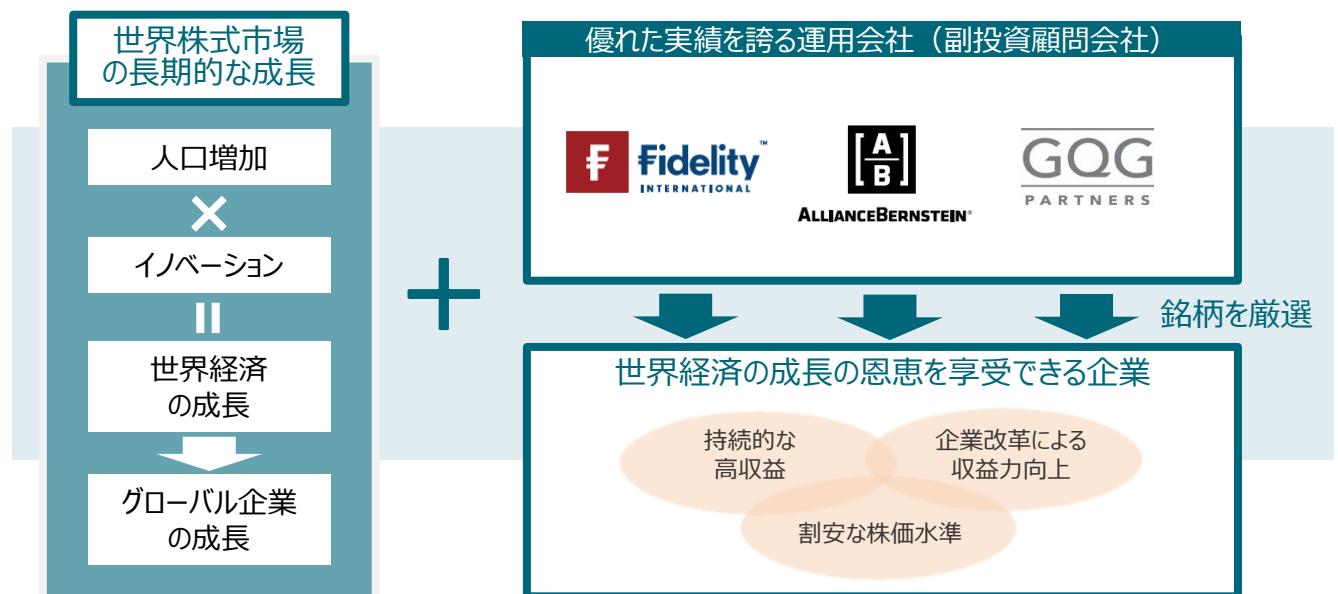 世界株式市場
の長期的な成長
人口増加
×
イノベーション
=
世界経済
の成長
グローバル企業
の成長
+
優れた実績を誇る運用会社（副投資顧問会社）
F Fidelity™
INTERNATIONAL
[A/B]
ALLIANCEBERNSTEIN®
GQG
PARTNERS
銘柄を厳選
世界経済の成長の恩恵を享受できる企業
持続的な
高収益
企業改革による
収益力向上
割安な株価水準